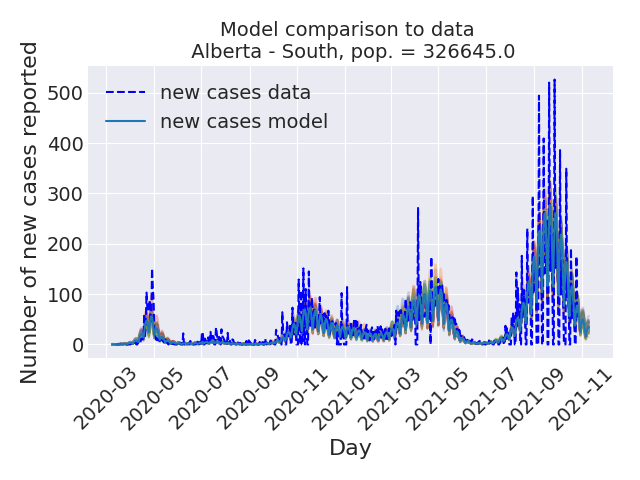 Model comparison to data
Alberta - South, pop. = 326645.0
new cases data
new cases model
Number of new cases reported
500
400
300
200
100
0
2020-03
2020-05
2020-07
2020-09
2020-11
2021-01
2021-03
2021-05
2021-07
2021-09
2021-11
Day